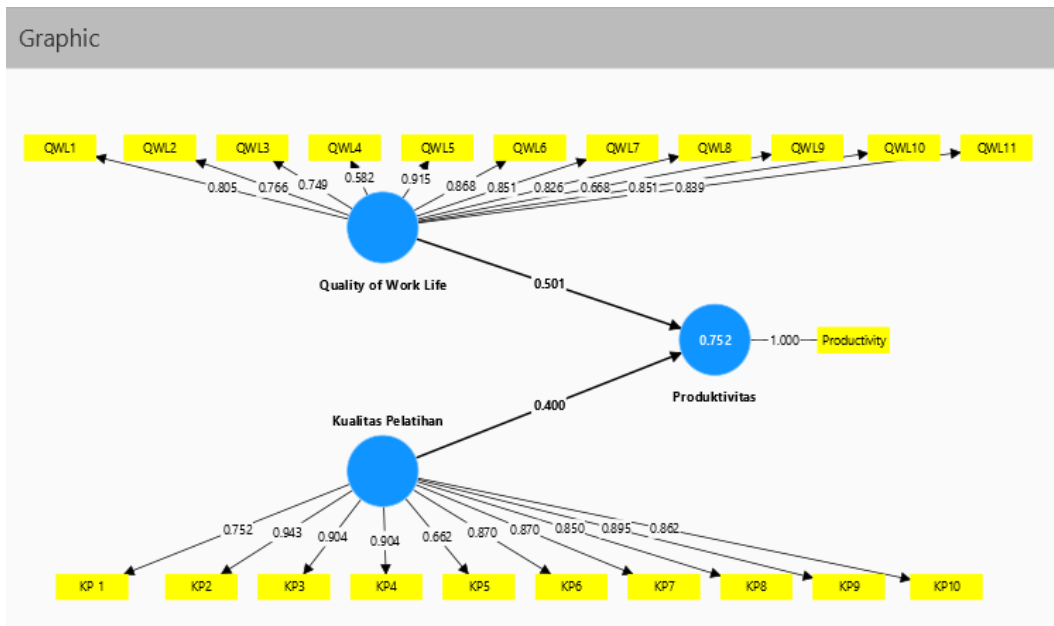 Graphic
QWL1 QWL2 QWL3 QWL4 QWL5 QWL6 QWL7 QWL8 QWL9 QWL10 QWL11
0.805 0.766 0.749 0.582 0.915 0.868 0.851 0.826 0.668 0.851 0.839
Quality of Work Life
0.501
0.752 1.000 Productivity
Produktivitas
0.400
Kualitas Pelatihan
0.752 0.943 0.904 0.904 0.662 0.870 0.870 0.850 0.895 0.862
KP 1 KP2 KP3 KP4 KP5 KP6 KP7 KP8 KP9 KP10